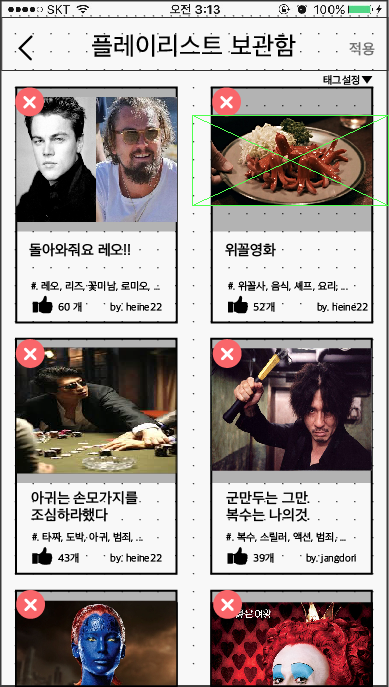 SKT 오전 3:13 100%
플레이리스트 보관함 적용
태그설정▼
돌아와줘요 레오!!
#. 레오, 리즈, 꽃미남, 로미오, ...
60 개 by. heine22
위꼴영화
#. 위꼴사, 음식, 셰프, 요리, ...
52개 by. heine22
아귀는 손모가지를
조심하라했다
#. 타짜, 도박, 아귀, 범죄, ...
43개 by. heine22
군만두는 그만.
복수는 나의것.
#. 복수, 스릴러, 액션, 범죄, ...
39개 by. jangdori